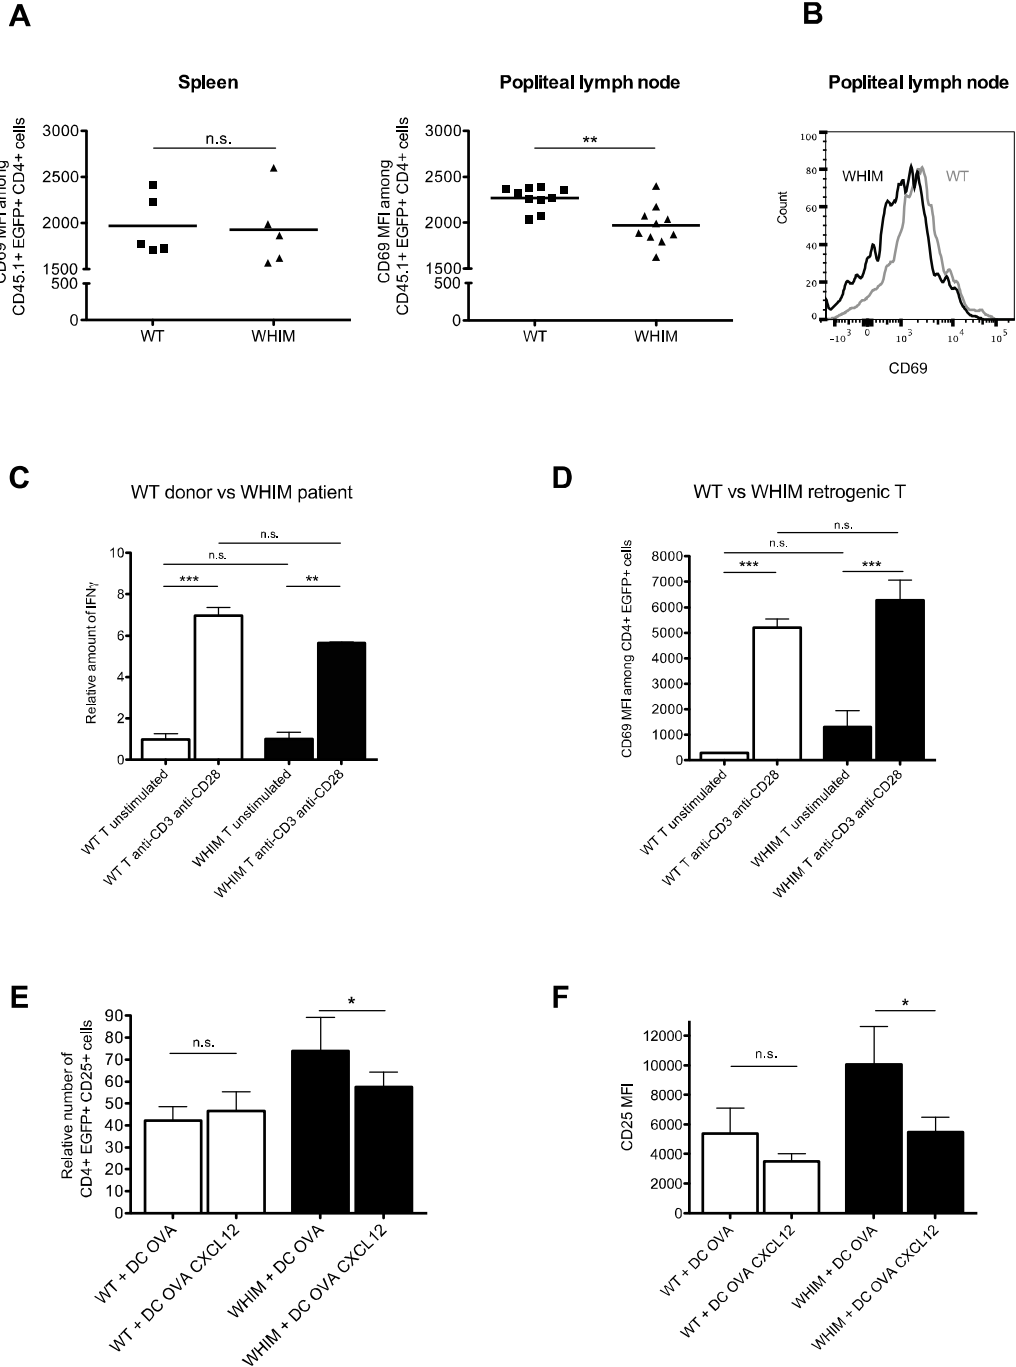 A
B
Spleen
Popliteal lymph node
Popliteal lymph node
CD69 MFI among
CD45.1+ EGFP+ CD4+ cells
3000
2500
2000
1500
500
0
n.s.
WT
WHIM
CD69 MFI among
CD45.1+ EGFP+ CD4+ cells
3000
2500
2000
1500
500
0
**
WT
WHIM
Count
100
80
60
40
20
0
WHIM
WT
-10³ 0 10³ 10⁴ 10⁵
CD69
C
WT donor vs WHIM patient
Relative amount of IFNγ
10
8
6
4
2
0
n.s.
n.s.
***
**
WT T unstimulated
WT T anti-CD3 anti-CD28
WHIM T unstimulated
WHIM T anti-CD3 anti-CD28
D
WT vs WHIM retrogenic T
CD69 MFI among CD4+ EGFP+ cells
8000
7000
6000
5000
4000
3000
2000
1000
0
n.s.
n.s.
***
***
WT T unstimulated
WT T anti-CD3 anti-CD28
WHIM T unstimulated
WHIM T anti-CD3 anti-CD28
E
Relative number of
CD4+ EGFP+ CD25+ cells
90
80
70
60
50
40
30
20
10
0
n.s.
*
WT + DC OVA
WT + DC OVA CXCL12
WHIM + DC OVA
WHIM + DC OVA CXCL12
F
CD25 MFI
12000
10000
8000
6000
4000
2000
0
n.s.
*
WT + DC OVA
WT + DC OVA CXCL12
WHIM + DC OVA
WHIM + DC OVA CXCL12